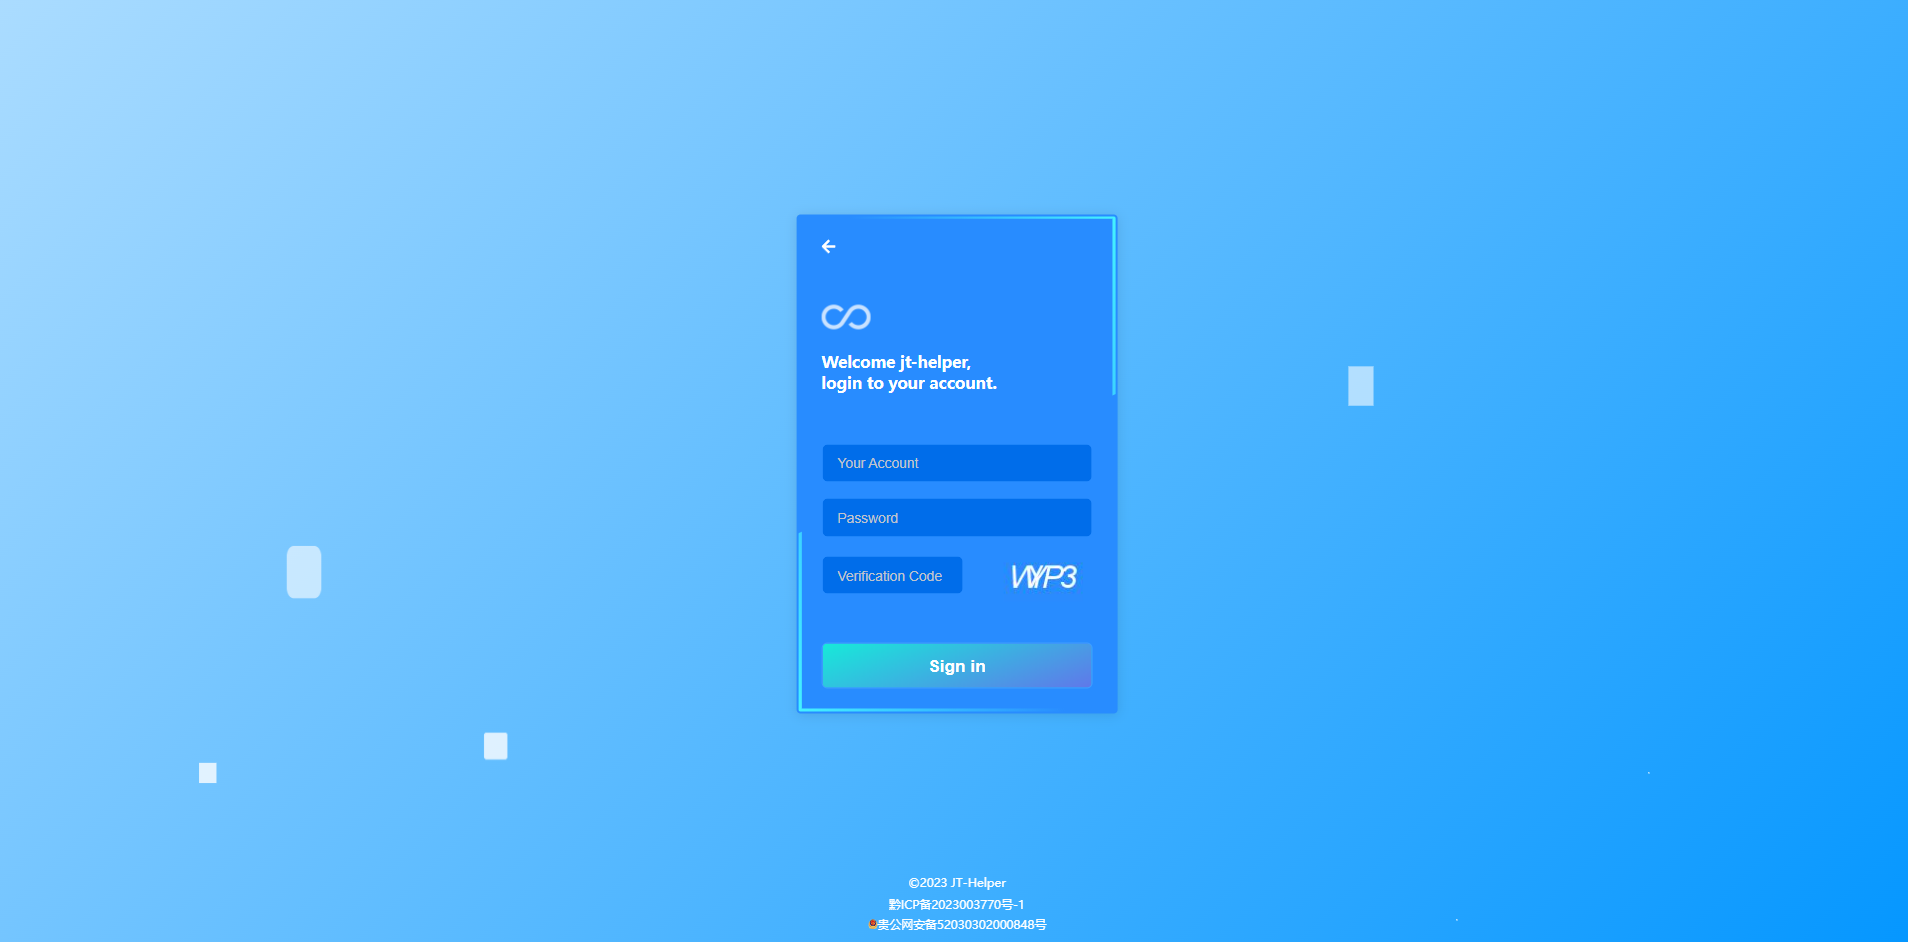 Welcome jt-helper,
login to your account.
Your Account
Password
Verification Code
Sign in
©2023 JT-Helper
黔ICP备2023003770号-1
贵公网安备52030302000848号